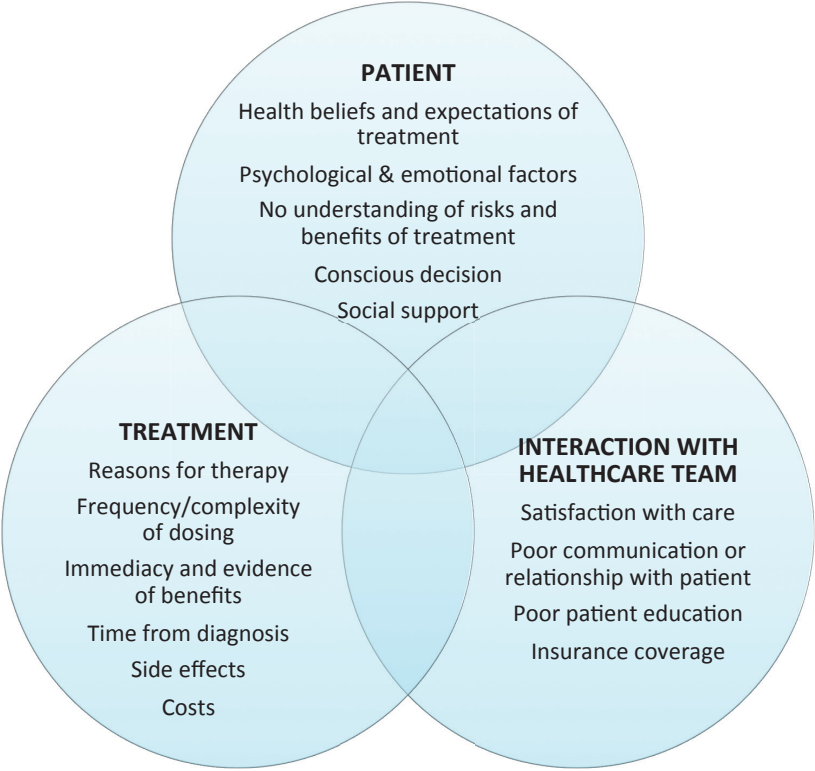 PATIENT
Health beliefs and expectations of
treatment
Psychological & emotional factors
No understanding of risks and
benefits of treatment
Conscious decision
Social support
TREATMENT
Reasons for therapy
Frequency/complexity
of dosing
Immediacy and evidence
of benefits
Time from diagnosis
Side effects
Costs
INTERACTION WITH
HEALTHCARE TEAM
Satisfaction with care
Poor communication or
relationship with patient
Poor patient education
Insurance coverage